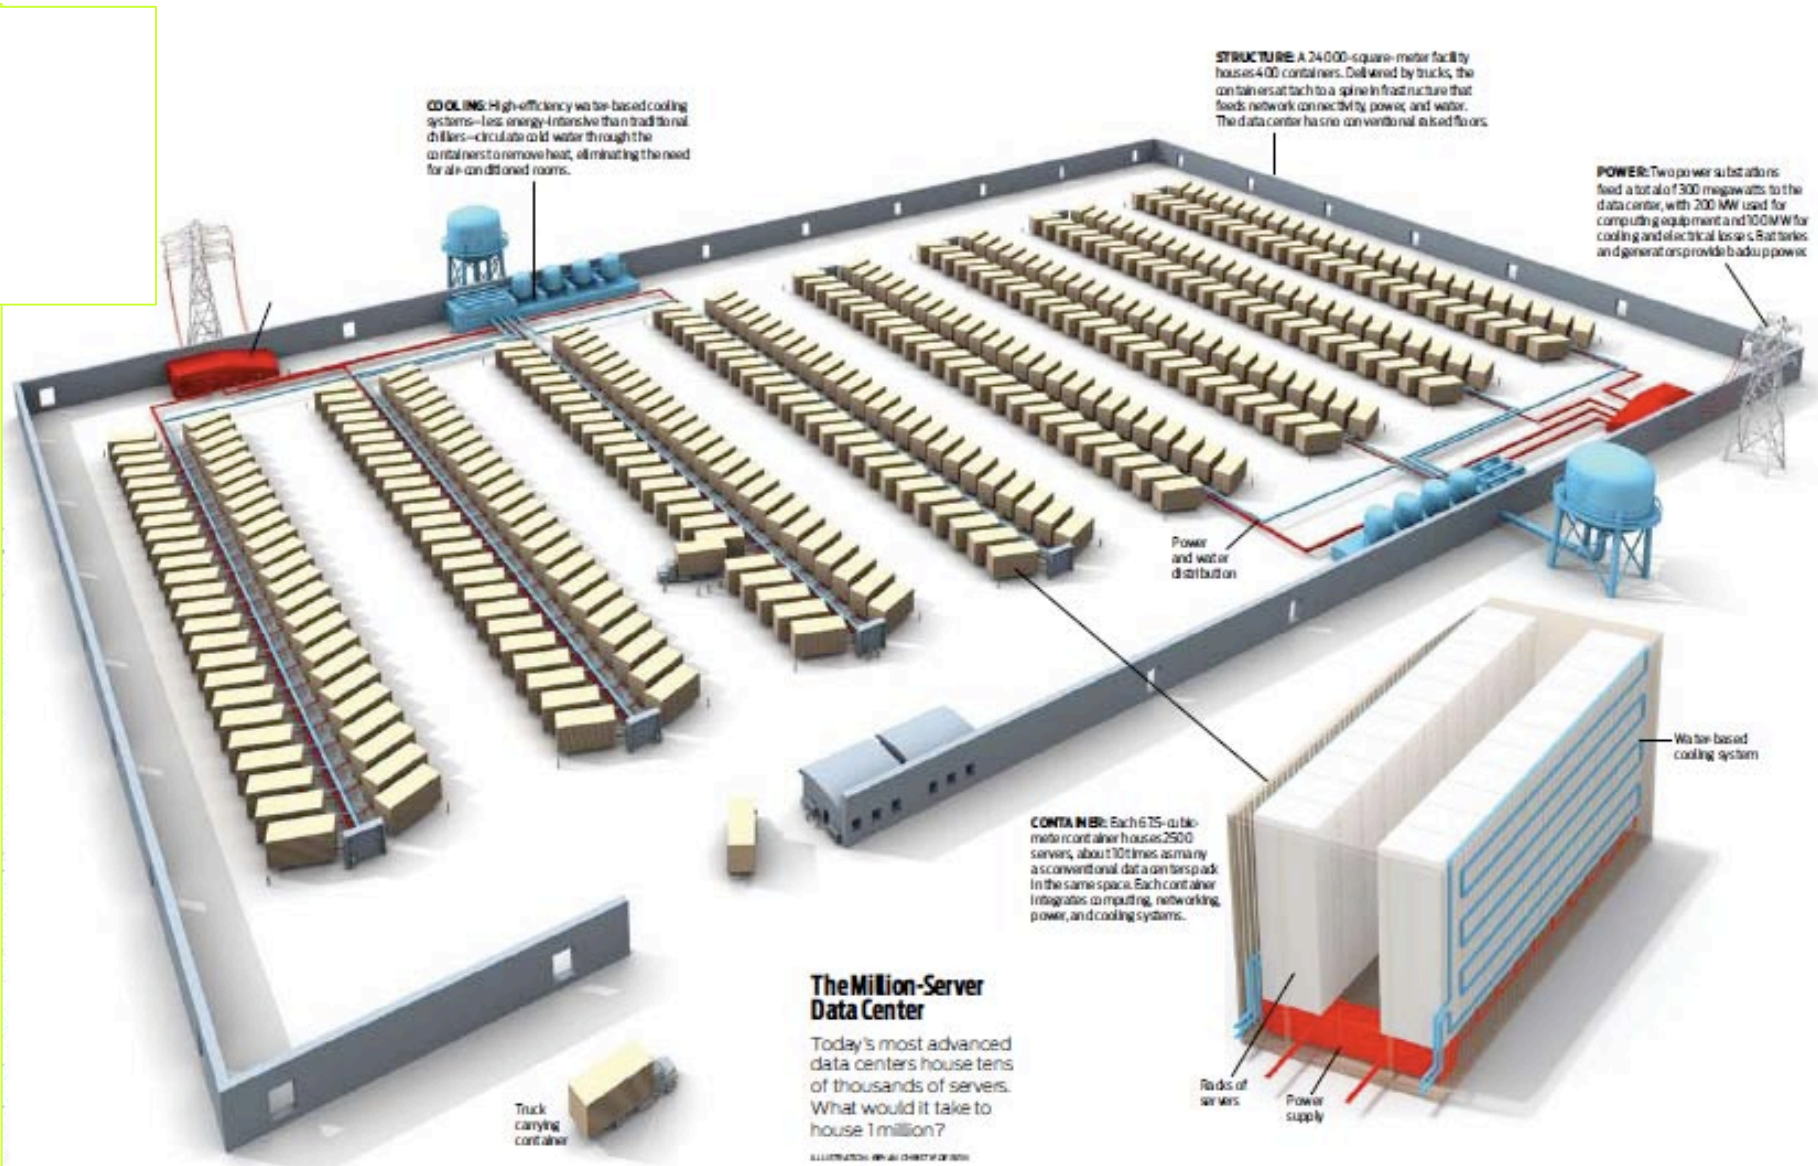 STRUCTURE: A 24 000-square-meter facility
houses 400 containers. Delivered by trucks, the
containers attach to a spine infrastructure that
feeds network connectivity, power, and water.
The data center has no conventional raised floors.
COOLING: High-efficiency water-based cooling
systems—less energy-intensive than traditional
chillers—circulate cold water through the
containers to remove heat, eliminating the need
for air-conditioned rooms.
POWER: Two power substations
feed a total of 300 megawatts to the
data center, with 200 MW used for
computing equipment and 100 MW for
cooling and electrical losses. Batteries
and generators provide backup power.
Power
and water
distribution
Water-based
cooling system
CONTAINER: Each 67.5-cubic-
meter container houses 2500
servers, about 10 times as many
as conventional data centers pack
in the same space. Each container
integrates computing, networking,
power, and cooling systems.
The Million-Server
Data Center
Today's most advanced
data centers house tens
of thousands of servers.
What would it take to
house 1 million?
Racks of
servers
Power
supply
Truck
carrying
container